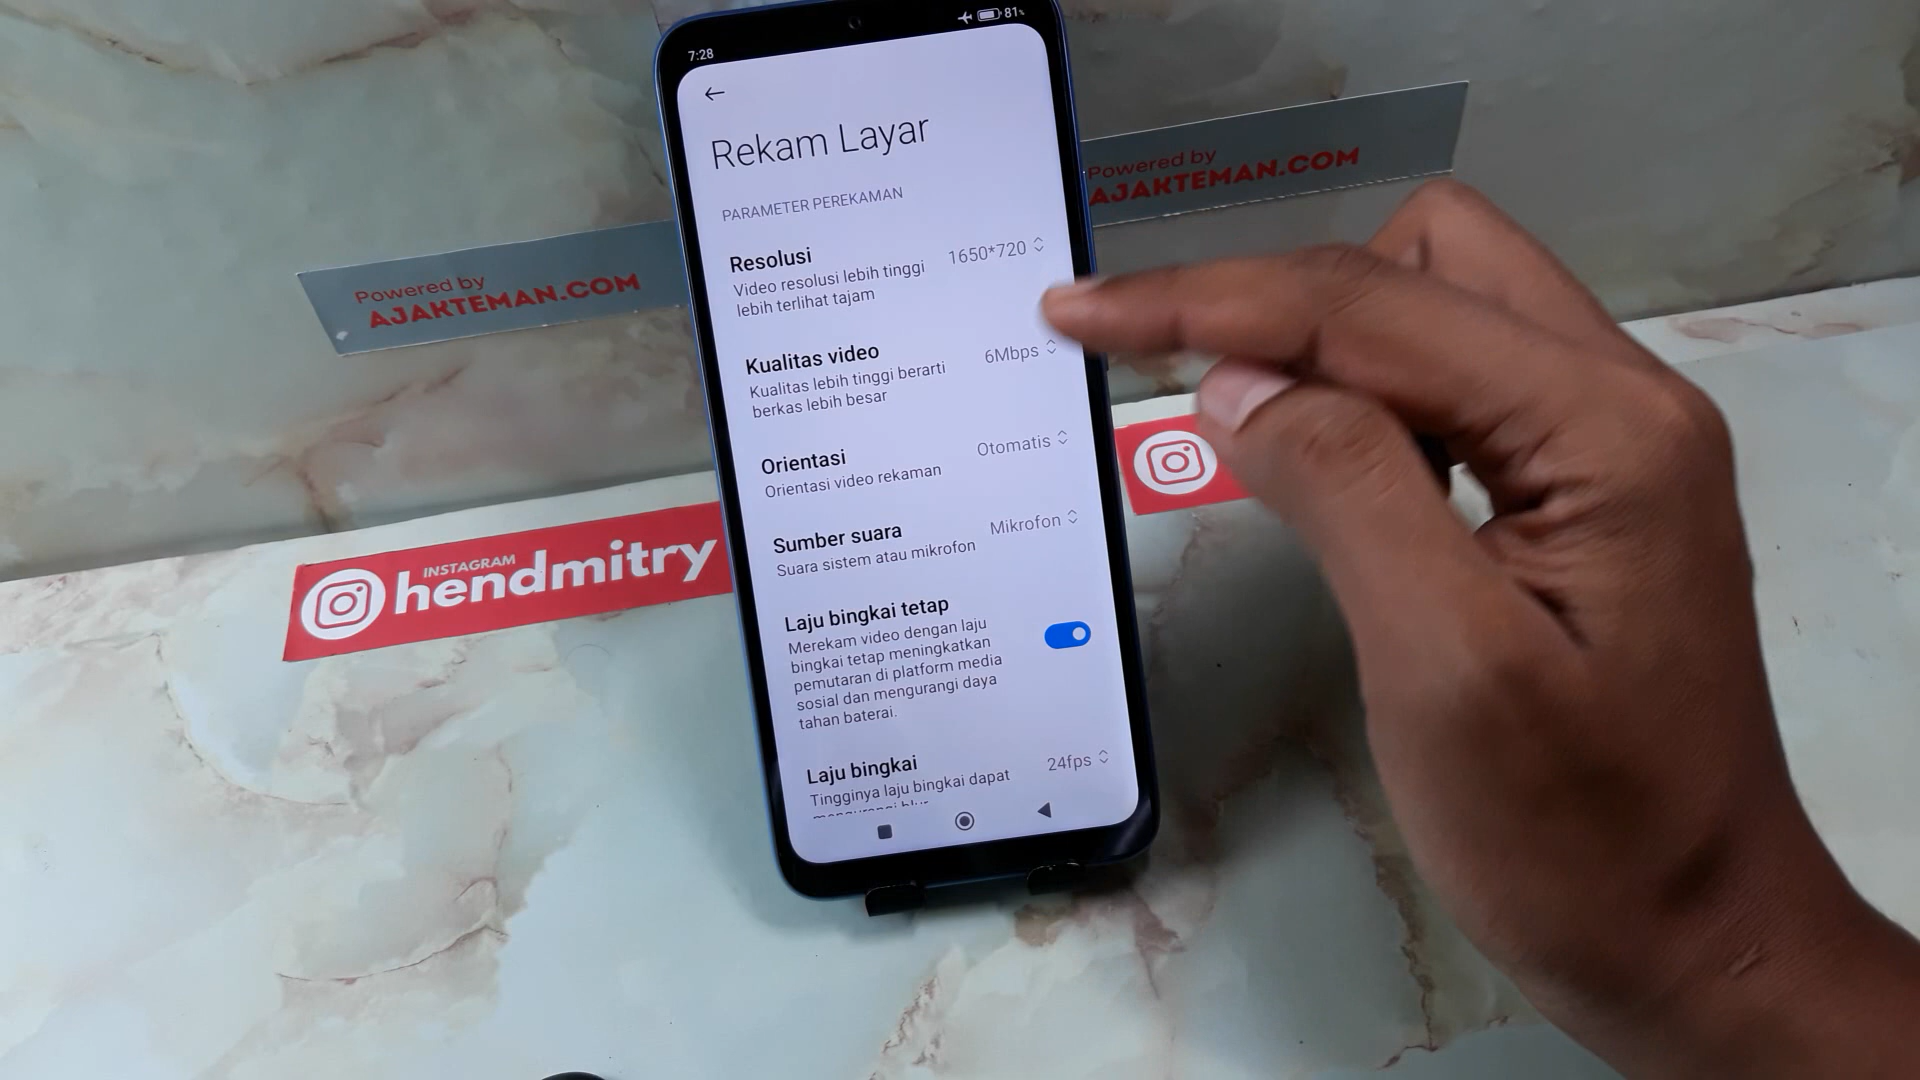 7:28
81%
Rekam Layar
PARAMETER PEREKAMAN
Resolusi
1650*720
Video resolusi lebih tinggi
lebih terlihat tajam
Kualitas video
6Mbps
Kualitas lebih tinggi berarti
berkas lebih besar
Orientasi
Otomatis
Orientasi video rekaman
Sumber suara
Mikrofon
Suara sistem atau mikrofon
Laju bingkai tetap
Merekam video dengan laju
bingkai tetap meningkatkan
pemutaran di platform media
sosial dan mengurangi daya
tahan baterai.
Laju bingkai
24fps
Tingginya laju bingkai dapat
Powered by
AJAKTEMAN.COM
Powered by
AJAKTEMAN.COM
INSTAGRAM
hendmitry